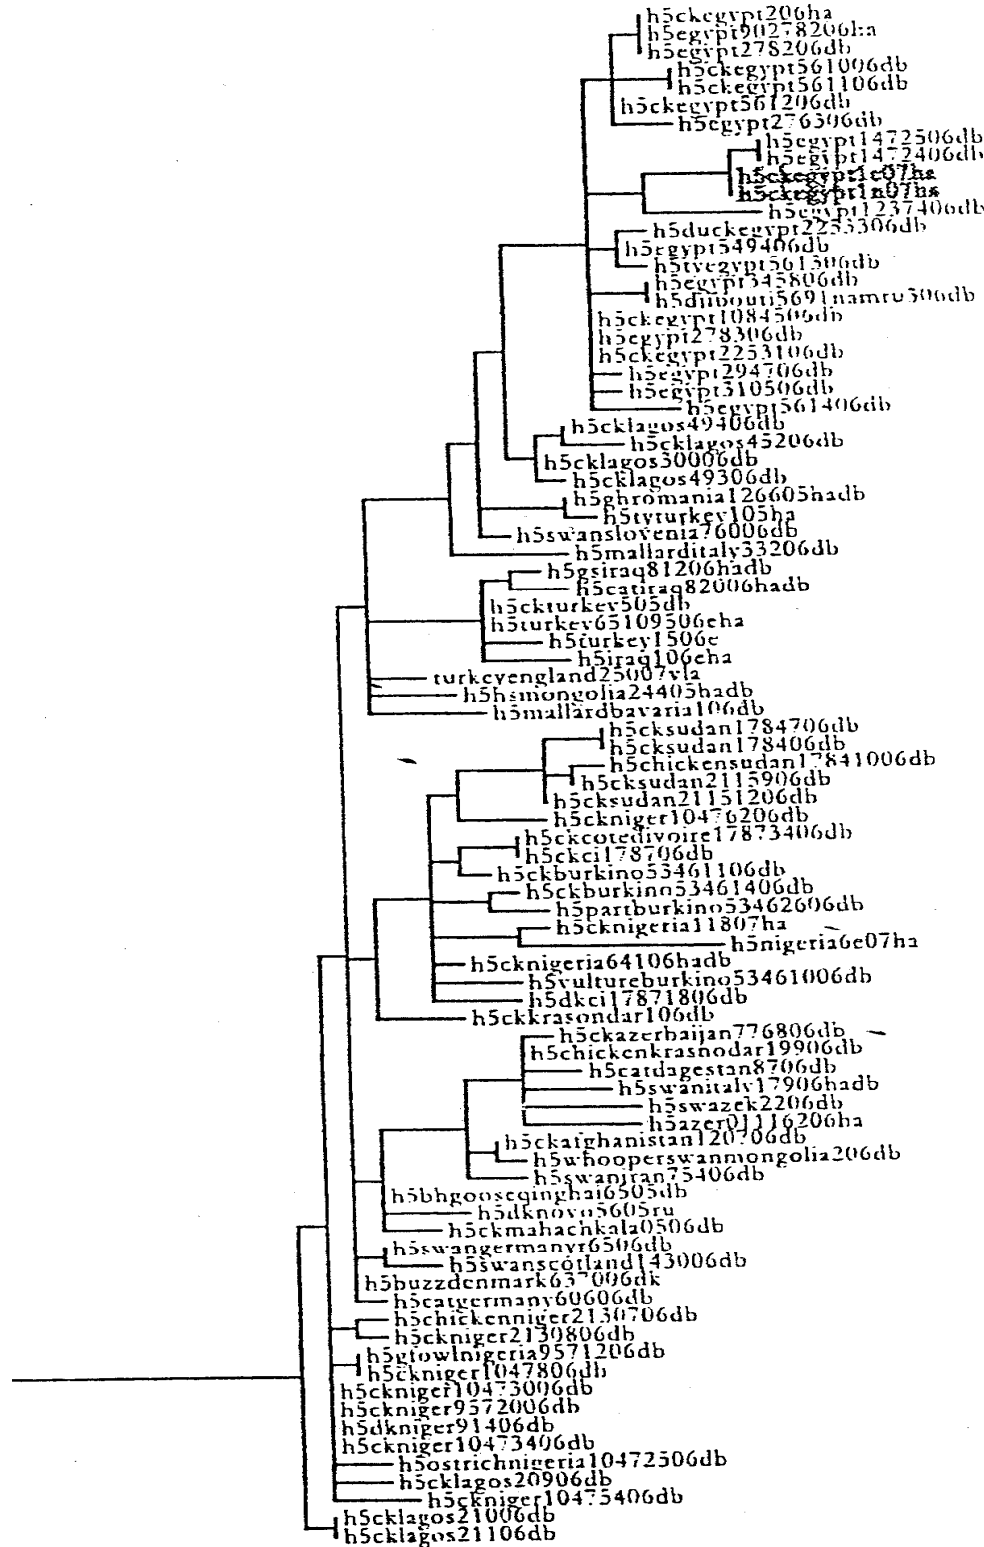 h5ckegypt206ha
h5egypt90278206ha
h5egypt278206db
h5ckegypt561006db
h5ckegypt561106db
h5ckegypt561206db
h5egypt276306db
h5egypt1472506db
h5egypt1472406db
h5ckegypt1c07ha
h5ckegypt1n07ha
h5egypt1237406db
h5duckegypt2253306db
h5egypt549406db
h5tyegypt561306db
h5egypt345806db
h5djibouti5691namru306db
h5ckegypt1084506db
h5egypt278306db
h5ckegypt2253106db
h5egypt294706db
h5egypt310506db
h5egypt561406db
h5cklagos49406db
h5cklagos45206db
h5cklagos30006db
h5cklagos49306db
h5ghromania126605hadb
h5tyturkey105ha
h5swanslovenia76006db
h5mallarditaly33206db
h5gsiraq81206hadb
h5catiraq82006hadb
h5ckturkey505db
h5turkey65109506eha
h5turkey1506e
h5iraq106eha
turkeyengland25007vla
h5hsmongolia24405hadb
h5mallardbavaria106db
h5cksudan1784706db
h5cksudan178406db
h5chickensudan17841006db
h5cksudan2115906db
h5cksudan21151206db
h5ckniger10476206db
h5ckcotedivoire17873406db
h5ckci178706db
h5ckburkino53461106db
h5ckburkino53461406db
h5partburkino53462606db
h5cknigeria11807ha
h5nigeria6e07ha
h5cknigeria64106hadb
h5vultureburkino53461006db
h5dkci17871806db
h5ckkrasondar106db
h5ckazerbaijan776806db
h5chickenkrasnodar19906db
h5catdagestan8706db
h5swanitaly17906hadb
h5swazek2206db
h5azer01116206ha
h5ckafghanistan120706db
h5whooperswanmongolia206db
h5swaniran75406db
h5bhgooseqinghai6505db
h5dknovo5605ru
h5ckmahachkala0506db
h5swangermanyr6506db
h5swanscotland143006db
h5buzzdenmark637006dk
h5catgermany60606db
h5chickenniger2130706db
h5ckniger2130806db
h5gfowlnigeria9571206db
h5ckniger1047806db
h5ckniger10473006db
h5ckniger9572006db
h5dkniger91406db
h5ckniger10473406db
h5ostrichnigeria10472506db
h5cklagos20906db
h5ckniger10475406db
h5cklagos21006db
h5cklagos21106db